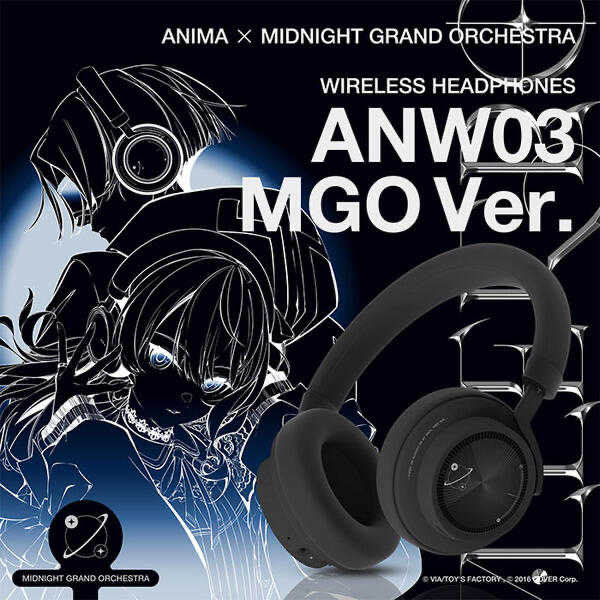 ANIMA × MIDNIGHT GRAND ORCHESTRA
WIRELESS HEADPHONES
ANW03
MGO Ver.
MIDNIGHT GRAND ORCHESTRA
© VIA/TOY'S FACTORY , © 2016 COVER Corp.